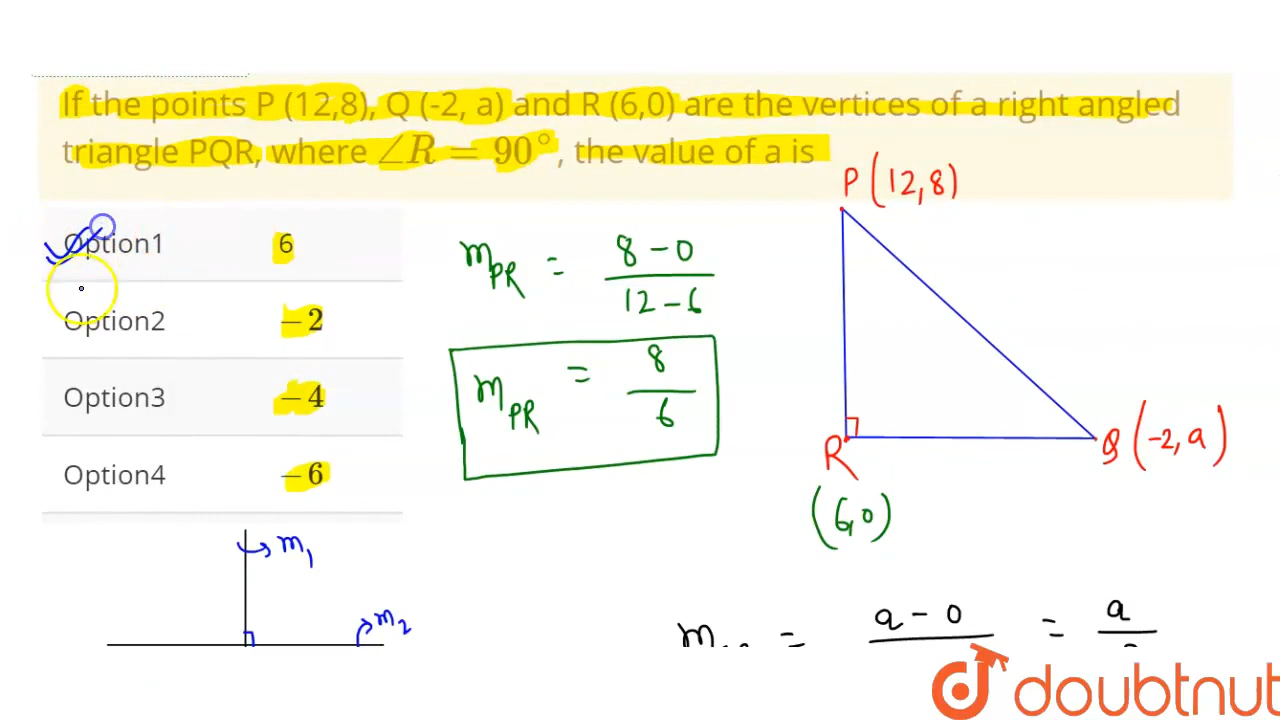 If the points P (12,8), Q (-2, a) and R (6,0) are the vertices of a right angled
triangle PQR, where ∠R = 90°, the value of a is
P (12,8)
Option1 6
m_PR = (8 - 0)/(12 - 6)
Option2 -2
m_PR = 8/6
Option3 -4
R
Q (-2, a)
Option4 -6
(6,0)
m₁
m₂
m = a - 0 = a
doubtnut